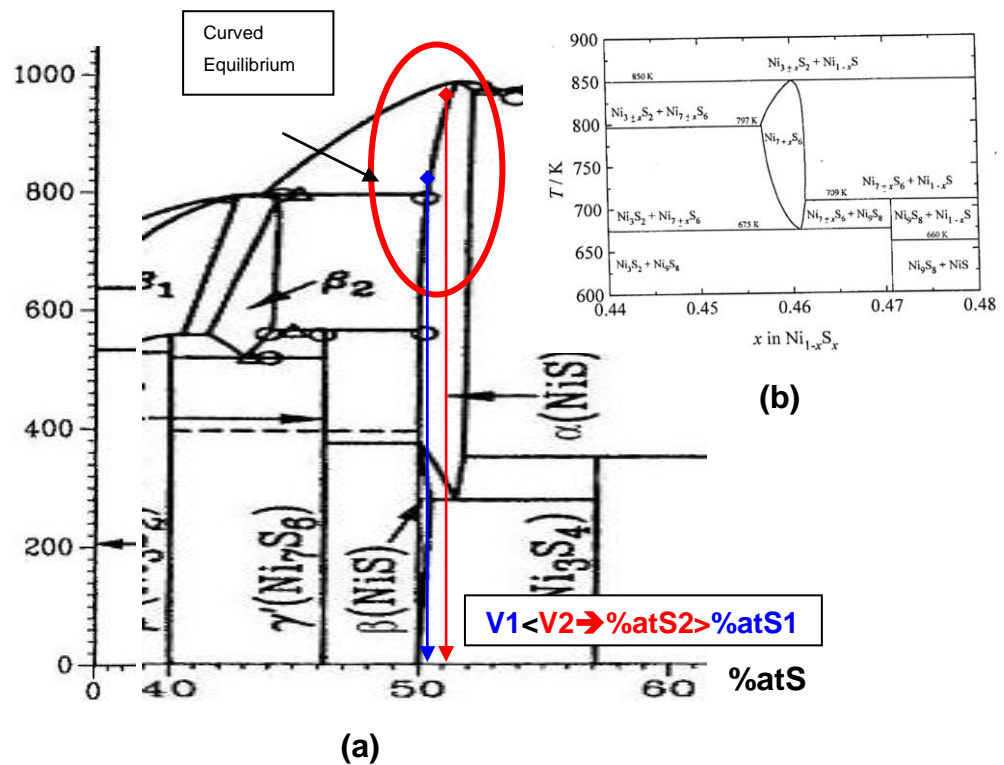 Curved
Equilibrium
1000
800
600
400
200
0
0
40
50
60
%atS
β1
β2
α(NiS)
γ'(Ni7S6)
β(NiS)
Ni3S4)
V1<V2➔%atS2>%atS1
(a)
900
850
800
750
700
650
600
T / K
0.44
0.45
0.46
0.47
0.48
x in Ni1-xSx
Ni3±xS2 + Ni1-xS
850 K
Ni3±xS2 + Ni7±xS6
797 K
Ni7+xS6
709 K
Ni7±xS6 + Ni1-xS
Ni3S2 + Ni7±xS6
675 K
Ni7±xS6 + Ni9S8
Ni9S8 + Ni1-xS
660 K
Ni3S2 + Ni9S8
Ni9S8 + NiS
(b)